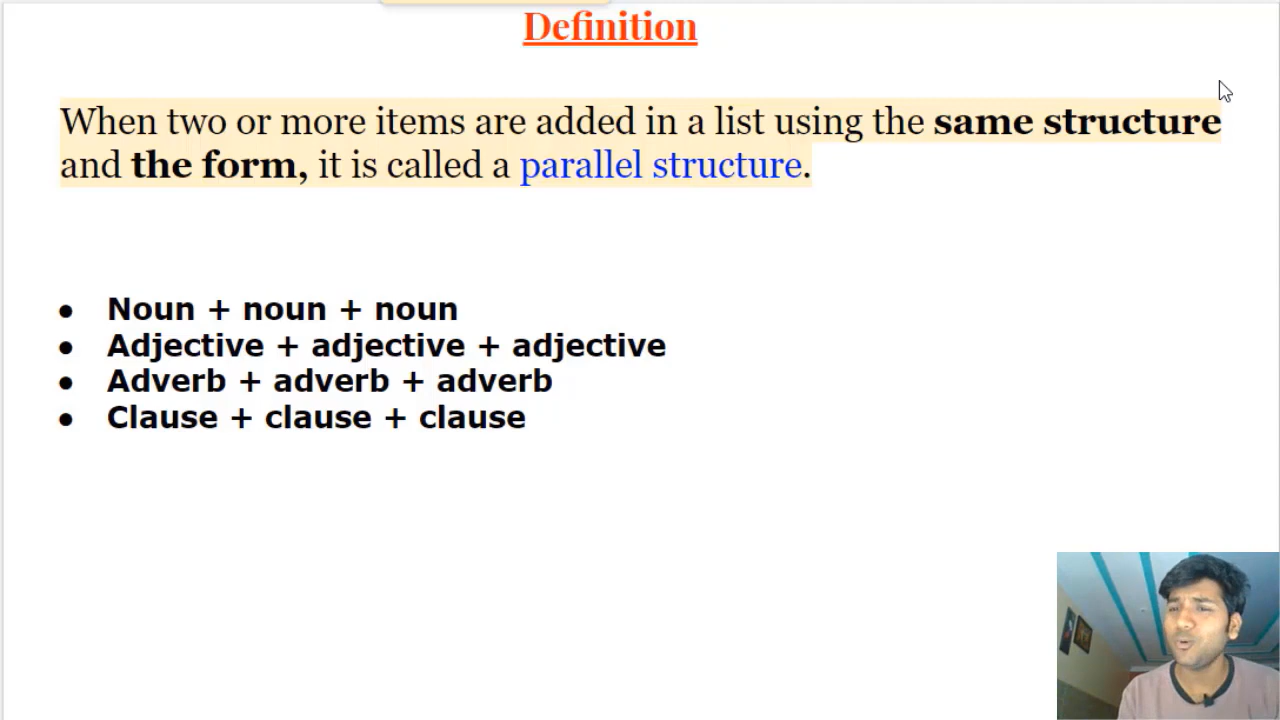 Definition
When two or more items are added in a list using the same structure
and the form, it is called a parallel structure.
● Noun + noun + noun
● Adjective + adjective + adjective
● Adverb + adverb + adverb
● Clause + clause + clause